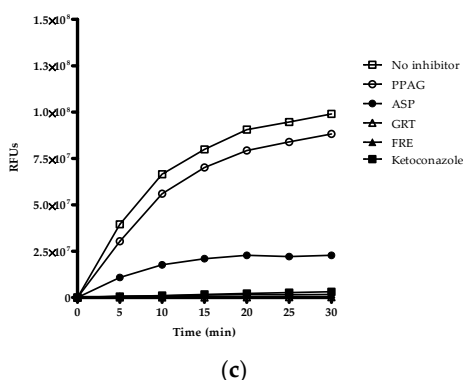 1.5×10⁸
1.3×10⁸
1.0×10⁸
7.5×10⁷
5.0×10⁷
2.5×10⁷
0
RFUs
0 5 10 15 20 25 30
Time (min)
No inhibitor
PPAG
ASP
GRT
FRE
Ketoconazole
(c)